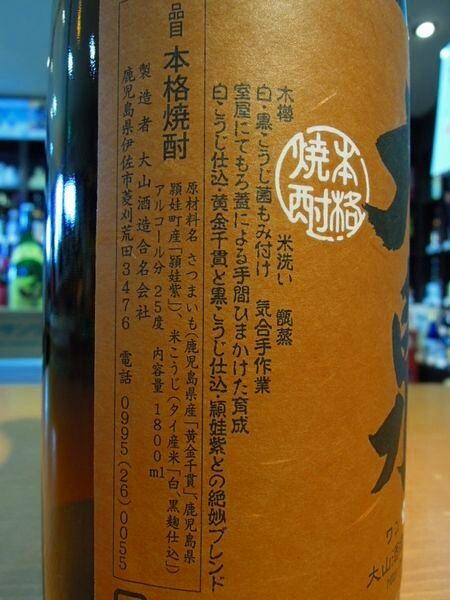 木樽　米洗い　甑蒸
白・黒こうじ菌もみ付け　気合手作業
室屋にてもろ蓋による手間ひまかけた育成
白・こうじ仕込・黄金千貫と黒こうじ仕込・頴娃紫との絶妙ブレンド
本格
焼酎
品目 本格焼酎
原材料名 さつまいも（鹿児島県産「黄金千貫」、鹿児島県
頴娃町産「頴娃紫」）、米こうじ（タイ産米「白、黒麹仕込」）
アルコール分 25度 内容量 1800ml
製造者 大山酒造合名会社
鹿児島県伊佐市菱刈荒田3476 電話 0995(26)0055